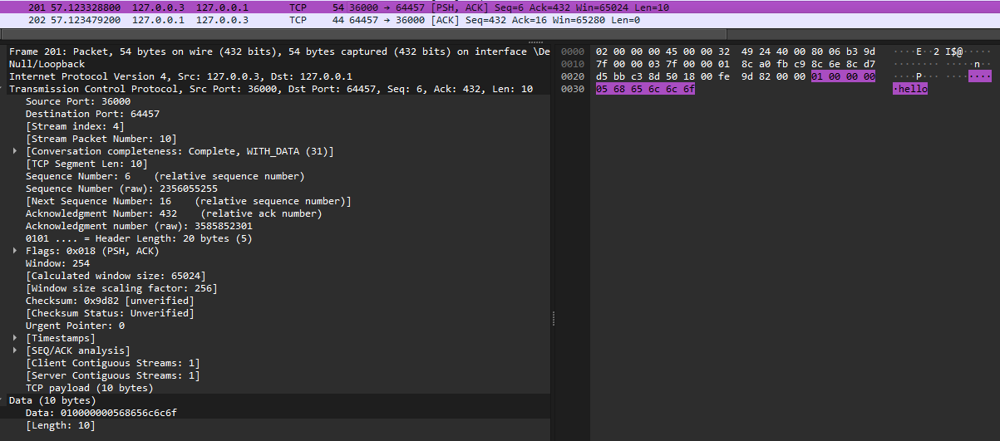 201 57.123328800 127.0.0.3 127.0.0.1 TCP 54 36000 → 64457 [PSH, ACK] Seq=6 Ack=432 Win=65024 Len=10
202 57.123479200 127.0.0.1 127.0.0.3 TCP 44 64457 → 36000 [ACK] Seq=432 Ack=16 Win=65280 Len=0
Frame 201: Packet, 54 bytes on wire (432 bits), 54 bytes captured (432 bits) on interface \De
Null/Loopback
Internet Protocol Version 4, Src: 127.0.0.3, Dst: 127.0.0.1
Transmission Control Protocol, Src Port: 36000, Dst Port: 64457, Seq: 6, Ack: 432, Len: 10
Source Port: 36000
Destination Port: 64457
[Stream index: 4]
[Stream Packet Number: 10]
[Conversation completeness: Complete, WITH_DATA (31)]
[TCP Segment Len: 10]
Sequence Number: 6 (relative sequence number)
Sequence Number (raw): 2356055255
[Next Sequence Number: 16 (relative sequence number)]
Acknowledgment Number: 432 (relative ack number)
Acknowledgment number (raw): 3585852301
0101 .... = Header Length: 20 bytes (5)
Flags: 0x018 (PSH, ACK)
Window: 254
[Calculated window size: 65024]
[Window size scaling factor: 256]
Checksum: 0x9d82 [unverified]
[Checksum Status: Unverified]
Urgent Pointer: 0
[Timestamps]
[SEQ/ACK analysis]
[Client Contiguous Streams: 1]
[Server Contiguous Streams: 1]
TCP payload (10 bytes)
Data (10 bytes)
Data: 010000000568656c6c6f
[Length: 10]
0000 02 00 00 00 45 00 00 32 49 24 40 00 80 06 b3 9d ····E··2 I$@·····
0010 7f 00 00 03 7f 00 00 01 8c a0 fb c9 8c 6e 8c d7 ········ ·····n··
0020 d5 bb c3 8d 50 18 00 fe 9d 82 00 00 01 00 00 00 ····P··· ········
0030 05 68 65 6c 6c 6f ·hello